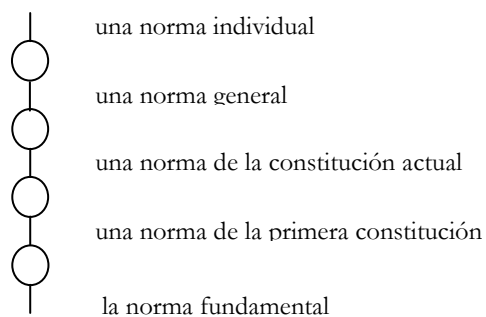 una norma individual
una norma general
una norma de la constitución actual
una norma de la primera constitución
la norma fundamental